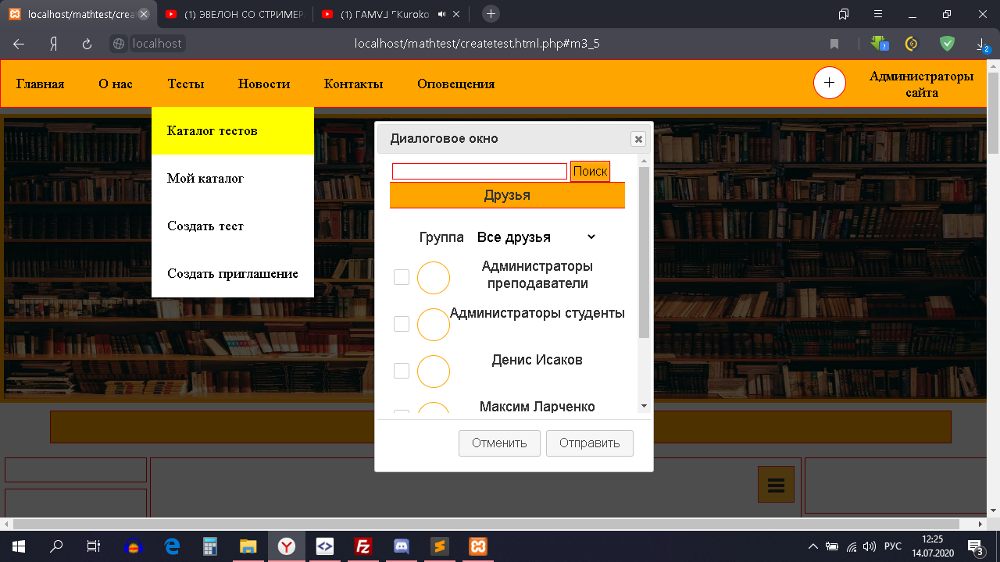 localhost/mathtest/crea
(1) ЭВЕЛОН СО СТРИМЕР
(1) ГАМУД "Kuroko
localhost
localhost/mathtest/createtest.html.php#m3_5
Главная О нас Тесты Новости Контакты Оповещения
+
Администраторы
сайта
Каталог тестов
Мой каталог
Создать тест
Создать приглашение
Диалоговое окно
Поиск
Друзья
Группа Все друзья
Администраторы
преподаватели
Администраторы студенты
Денис Исаков
Максим Ларченко
Отменить Отправить
РУС
12:25
14.07.2020
3